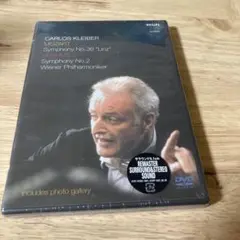 PHILIPS
CARLOS KLEIBER
MOZART
Symphony No.36 "Linz"
Symphony No.2
Wiener Philharmoniker
REMASTER
SURROUND&STEREO
SOUND
includes photo gallery
DVD